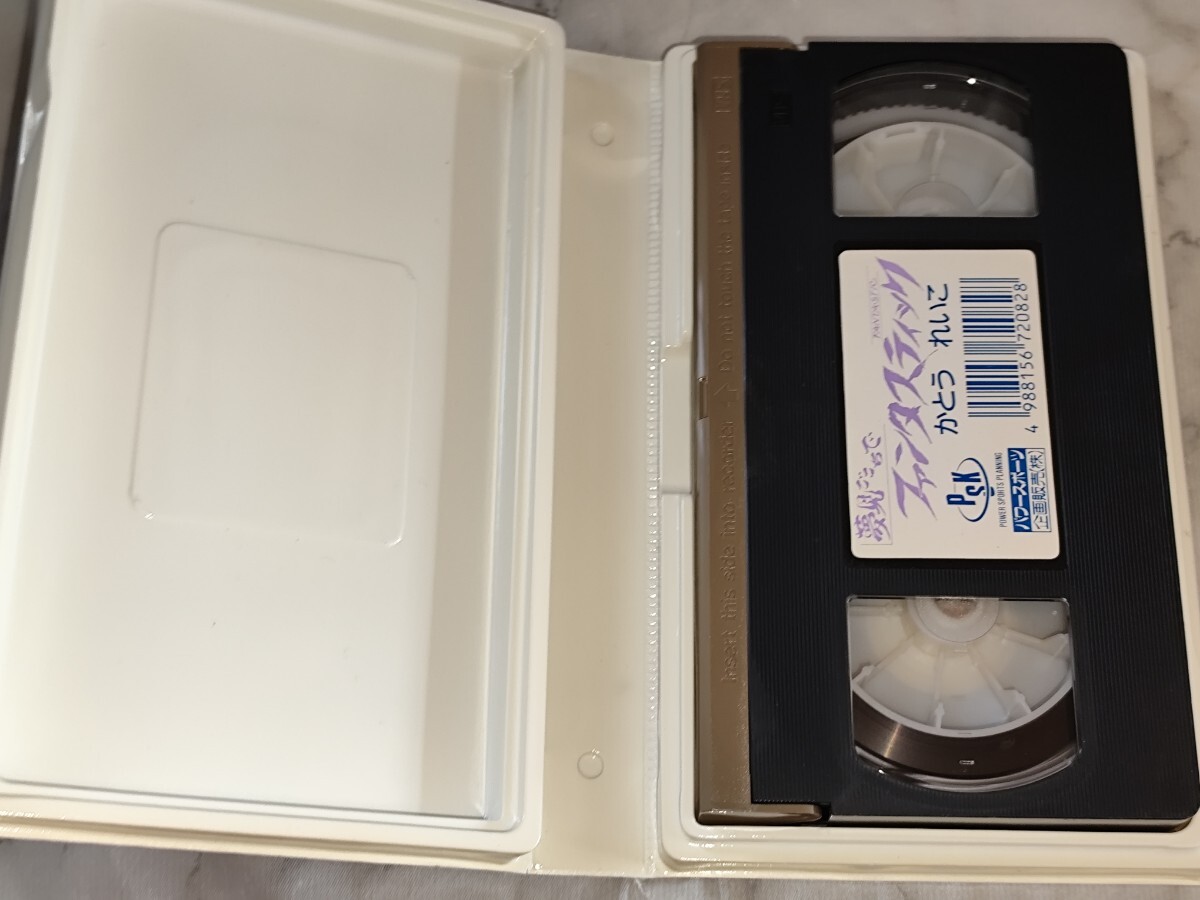 夢見ごこちで
ファンタスティック
FANTASTIC
かとう れいこ
PSK
POWER SPORTS PLANNING
パワースポーツ
企画販売(株)
4 988156 720828
Insert this side into recorder Do not touch the tape inside